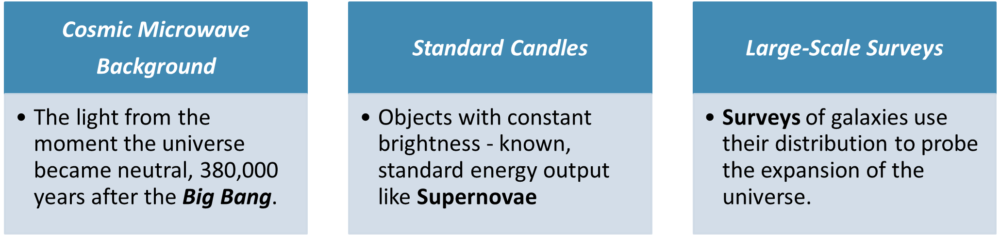 Cosmic Microwave
Background
• The light from the
moment the universe
became neutral, 380,000
years after the Big Bang.
Standard Candles
• Objects with constant
brightness - known,
standard energy output
like Supernovae
Large-Scale Surveys
• Surveys of galaxies use
their distribution to probe
the expansion of the
universe.